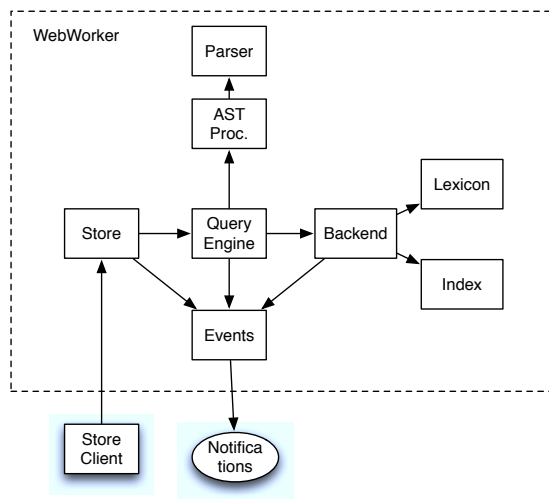 WebWorker
Parser
AST
Proc.
Lexicon
Store
Query
Engine
Backend
Index
Events
Store
Client
Notifica
tions